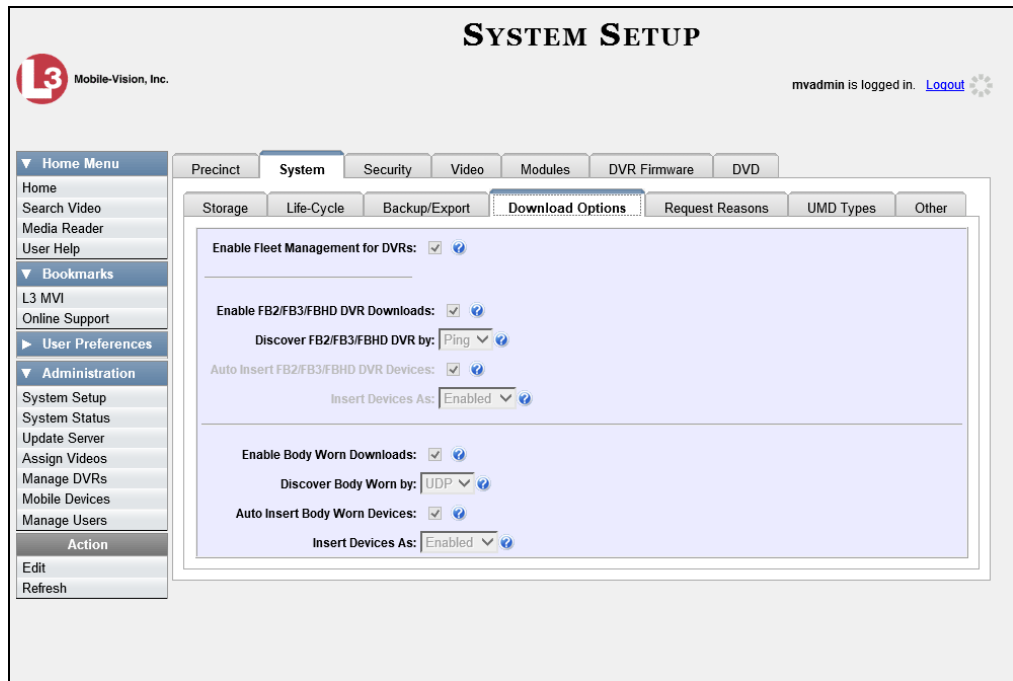 SYSTEM SETUP
L3 Mobile-Vision, Inc.
mvadmin is logged in. Logout
▼ Home Menu
Home
Search Video
Media Reader
User Help
▼ Bookmarks
L3 MVI
Online Support
▶ User Preferences
▼ Administration
System Setup
System Status
Update Server
Assign Videos
Manage DVRs
Mobile Devices
Manage Users
Action
Edit
Refresh
Precinct System Security Video Modules DVR Firmware DVD
Storage Life-Cycle Backup/Export Download Options Request Reasons UMD Types Other
Enable Fleet Management for DVRs: ?
Enable FB2/FB3/FBHD DVR Downloads: ?
Discover FB2/FB3/FBHD DVR by: Ping ?
Auto Insert FB2/FB3/FBHD DVR Devices: ?
Insert Devices As: Enabled ?
Enable Body Worn Downloads: ?
Discover Body Worn by: UDP ?
Auto Insert Body Worn Devices: ?
Insert Devices As: Enabled ?